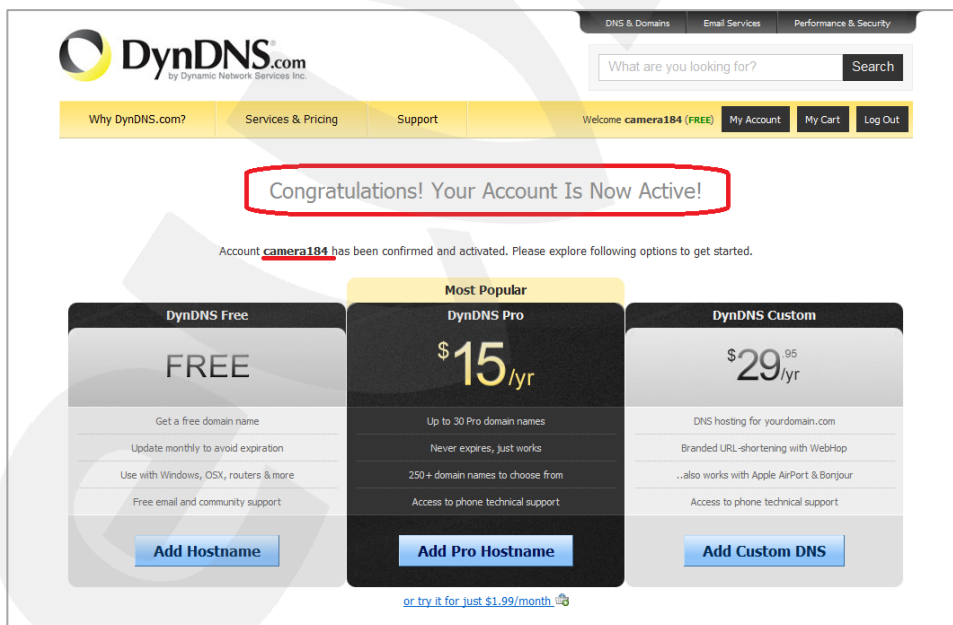 DNS & Domains Email Services Performance & Security
DynDNS.com
by Dynamic Network Services Inc.
What are you looking for? Search
Why DynDNS.com? Services & Pricing Support Welcome camera184 (FREE) My Account My Cart Log Out
Congratulations! Your Account Is Now Active!
Account camera184 has been confirmed and activated. Please explore following options to get started.
Most Popular
DynDNS Free
FREE
Get a free domain name
Update monthly to avoid expiration
Use with Windows, OSX, routers & more
Free email and community support
Add Hostname
DynDNS Pro
$15/yr
Up to 30 Pro domain names
Never expires, just works
250+ domain names to choose from
Access to phone technical support
Add Pro Hostname
or try it for just $1.99/month
DynDNS Custom
$29.95/yr
DNS hosting for yourdomain.com
Branded URL-shortening with WebHop
..also works with Apple AirPort & Bonjour
Access to phone technical support
Add Custom DNS